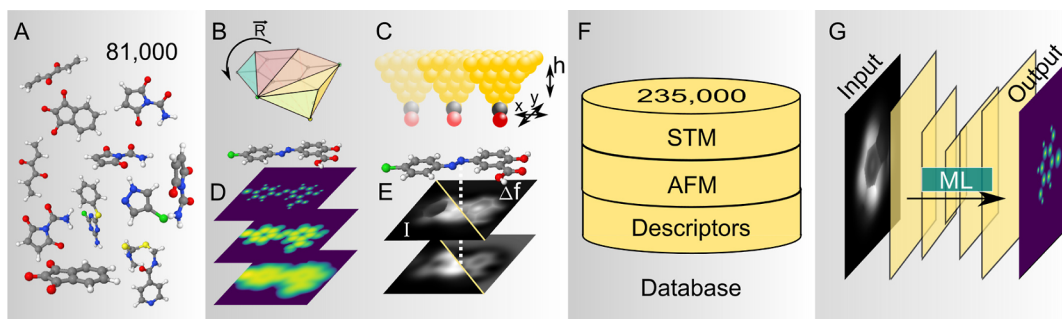 A
81,000
B
R
C
h
x
y
D
E
Δf
I
F
235,000
STM
AFM
Descriptors
Database
G
Input
Output
ML